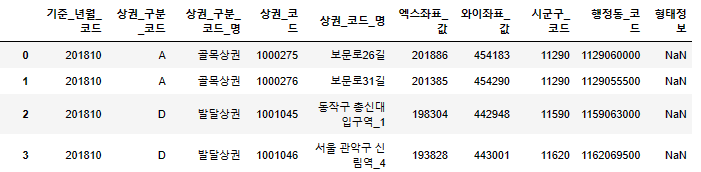 기준_년월_코드 상권_구분_코드 상권_구분_코드_명 상권_코드 상권_코드_명 엑스좌표_값 와이좌표_값 시군구_코드 행정동_코드 형태정보
0 201810 A 골목상권 1000275 보문로26길 201886 454183 11290 1129060000 NaN
1 201810 A 골목상권 1000276 보문로31길 201385 454290 11290 1129055500 NaN
2 201810 D 발달상권 1001045 동작구 총신대입구역_1 198304 442948 11590 1159063000 NaN
3 201810 D 발달상권 1001046 서울 관악구 신림역_4 193828 443001 11620 1162069500 NaN